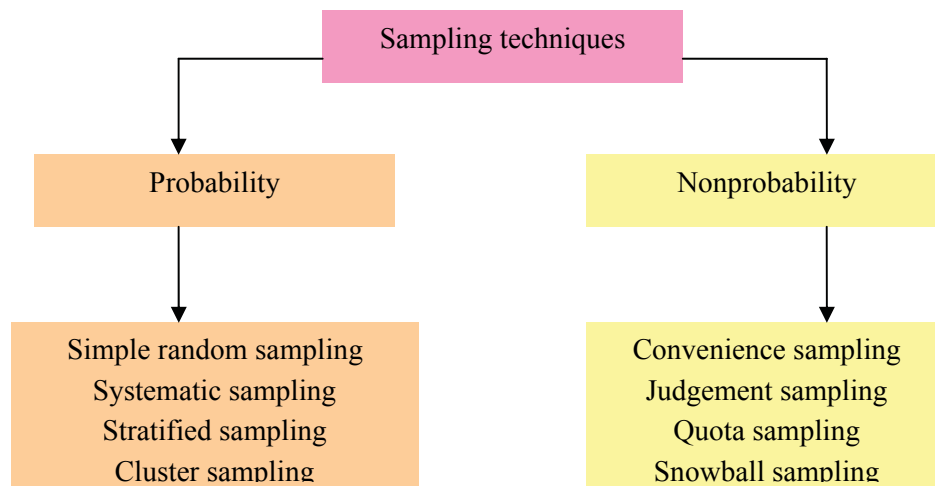 Sampling techniques
Probability
Nonprobability
Simple random sampling
Systematic sampling
Stratified sampling
Cluster sampling
Convenience sampling
Judgement sampling
Quota sampling
Snowball sampling